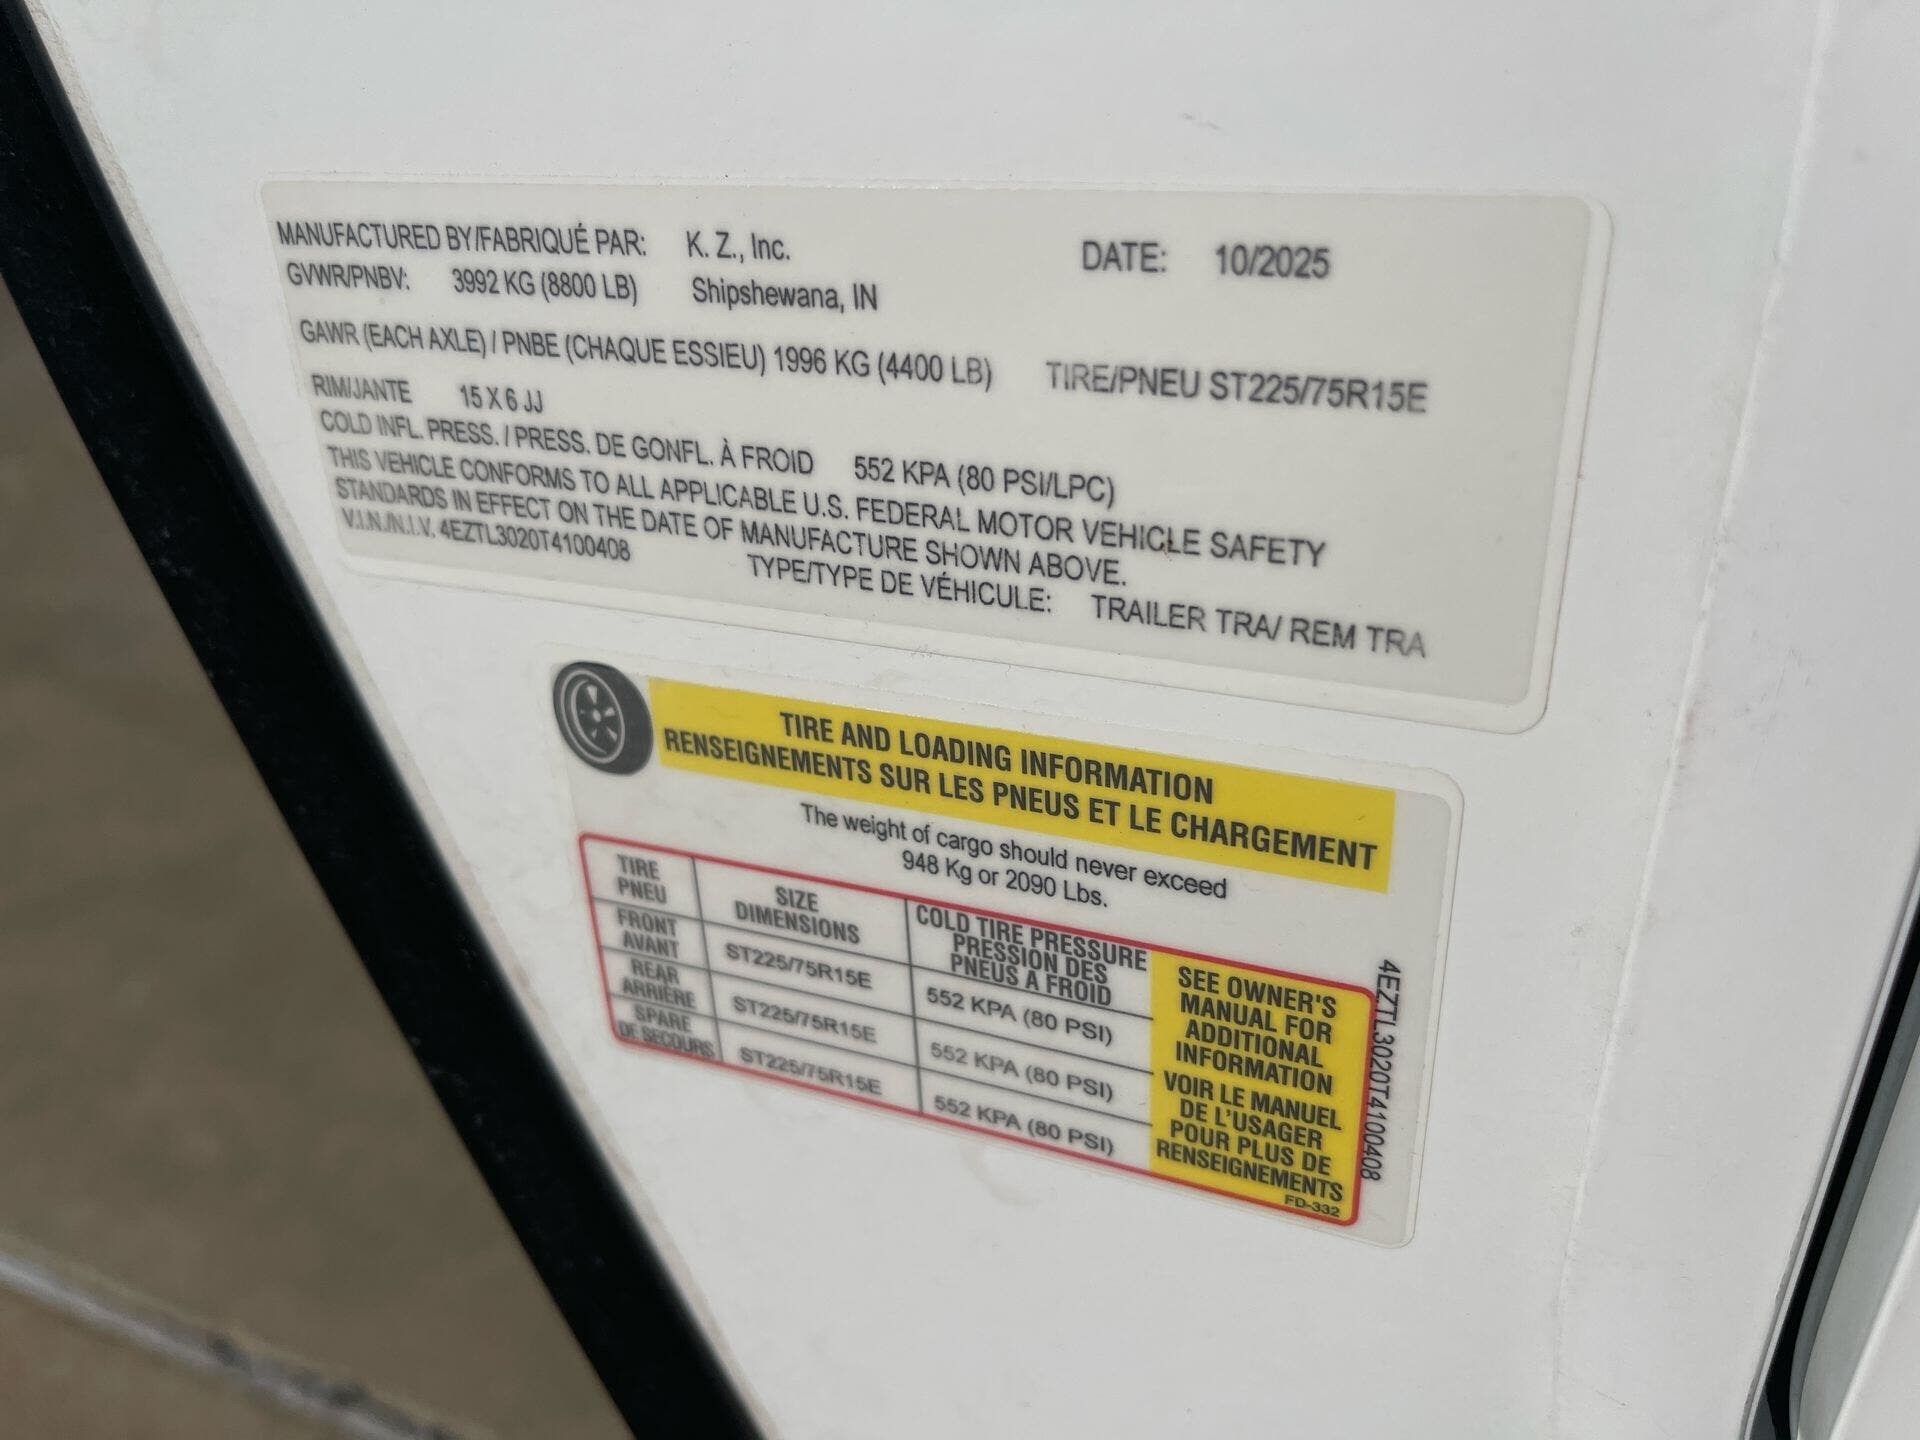 MANUFACTURED BY/FABRIQUÉ PAR: K. Z., Inc. DATE: 10/2025
GVWR/PNBV: 3992 KG (8800 LB) Shipshewana, IN
GAWR (EACH AXLE) / PNBE (CHAQUE ESSIEU) 1996 KG (4400 LB) TIRE/PNEU ST225/75R15E
RIM/JANTE 15 X 6 JJ
COLD INFL. PRESS. / PRESS. DE GONFL. À FROID 552 KPA (80 PSI/LPC)
THIS VEHICLE CONFORMS TO ALL APPLICABLE U.S. FEDERAL MOTOR VEHICLE SAFETY
STANDARDS IN EFFECT ON THE DATE OF MANUFACTURE SHOWN ABOVE.
V.I.N./N.I.V. 4EZTL3020T4100408 TYPE/TYPE DE VÉHICULE: TRAILER TRA/ REM TRA
TIRE AND LOADING INFORMATION
RENSEIGNEMENTS SUR LES PNEUS ET LE CHARGEMENT
The weight of cargo should never exceed
948 Kg or 2090 Lbs.
TIRE
PNEU
SIZE
DIMENSIONS
COLD TIRE PRESSURE
PRESSION DES
PNEUS A FROID
FRONT
AVANT
ST225/75R15E
552 KPA (80 PSI)
REAR
ARRIÈRE
ST225/75R15E
552 KPA (80 PSI)
SPARE
DE SECOURS
ST225/75R15E
552 KPA (80 PSI)
SEE OWNER'S
MANUAL FOR
ADDITIONAL
INFORMATION
VOIR LE MANUEL
DE L'USAGER
POUR PLUS DE
RENSEIGNEMENTS
FD-332
4EZTL3020T4100408